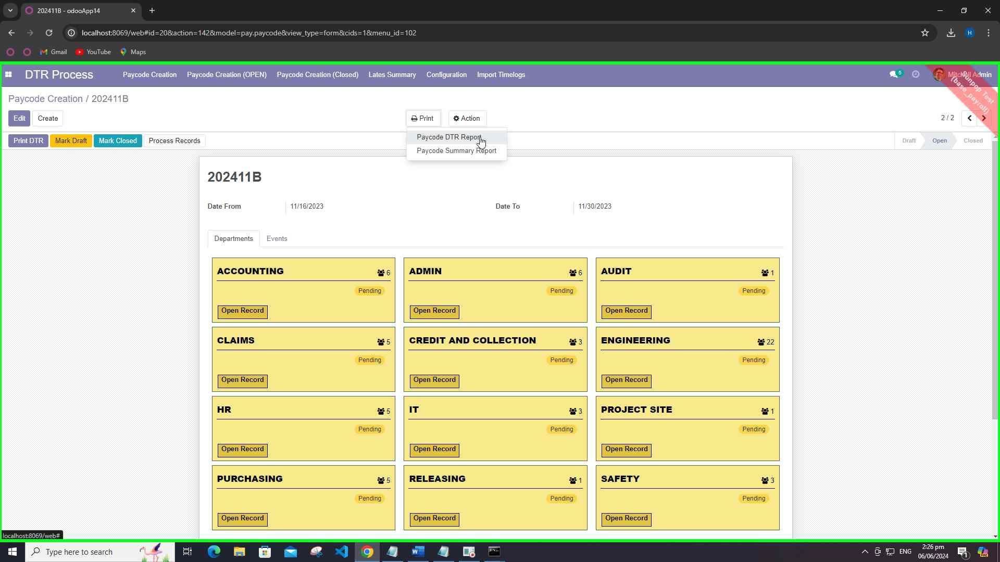 202411B - odooApp14
localhost:8069/web#id=20&action=142&model=pay.paycode&view_type=form&cids=1&menu_id=102
H
Gmail YouTube Maps
DTR Process Paycode Creation Paycode Creation (OPEN) Paycode Creation (Closed) Lates Summary Configuration Import Timelogs 5 Mitchell Admin
Sunpop Test
(base_payroll)
Paycode Creation / 202411B
Edit Create Print Action 2 / 2
Print DTR Mark Draft Mark Closed Process Records Draft Open Closed
Paycode DTR Report
Paycode Summary Report
202411B
Date From 11/16/2023 Date To 11/30/2023
Departments Events
ACCOUNTING 6 ADMIN 6 AUDIT 1
Pending Pending Pending
Open Record Open Record Open Record
CLAIMS 5 CREDIT AND COLLECTION 3 ENGINEERING 22
Pending Pending Pending
Open Record Open Record Open Record
HR 5 IT 3 PROJECT SITE 1
Pending Pending Pending
Open Record Open Record Open Record
PURCHASING 5 RELEASING 1 SAFETY 3
Pending Pending Pending
Open Record Open Record Open Record
localhost:8069/web#
Type here to search ENG 2:26 pm
06/06/2024 1